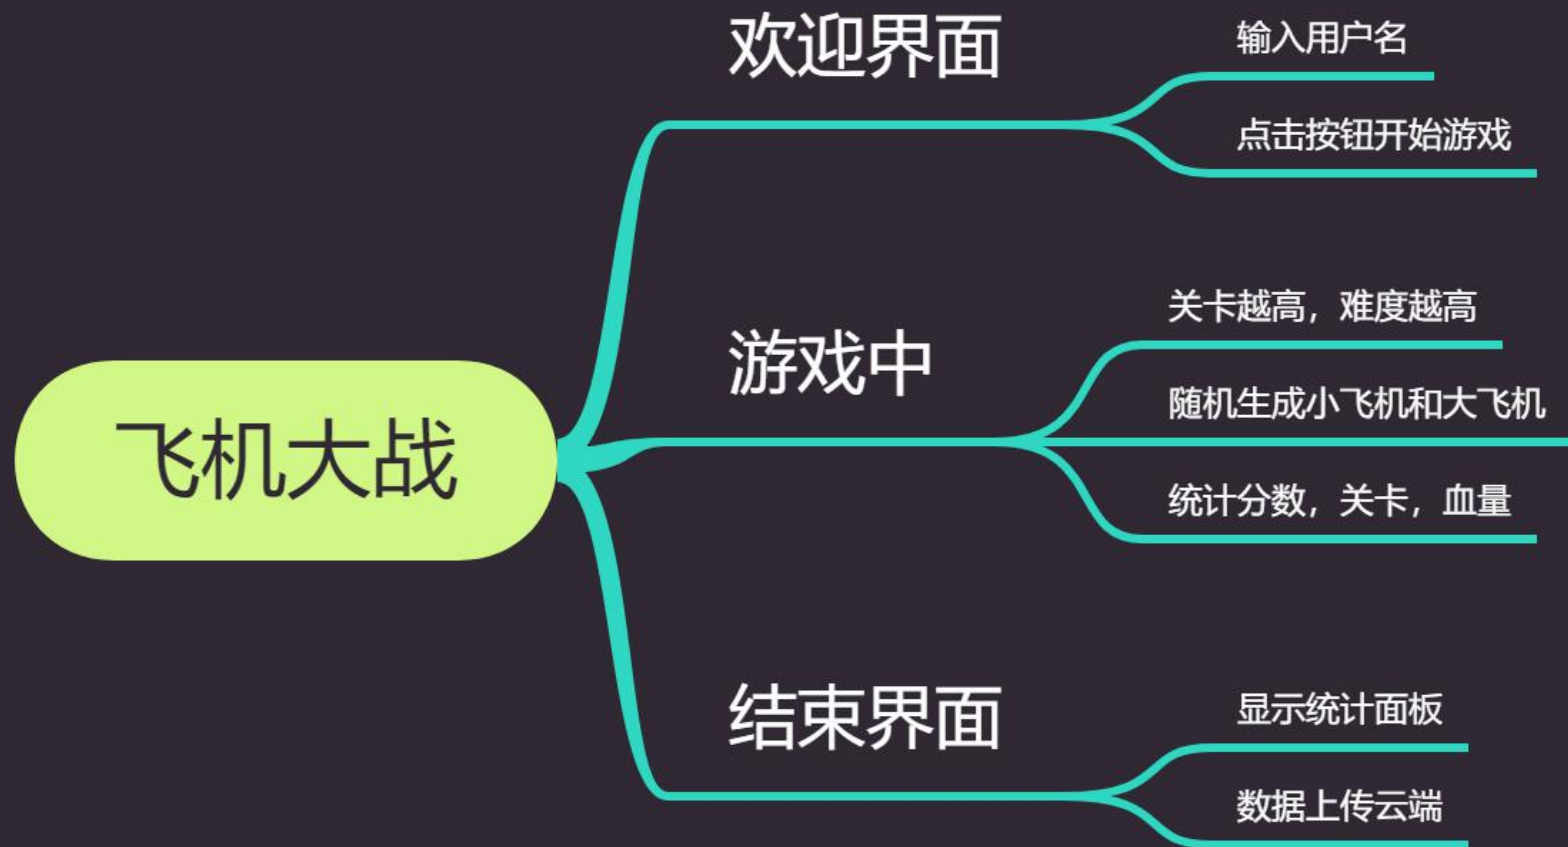 欢迎界面
输入用户名
点击按钮开始游戏
飞机大战
游戏中
关卡越高，难度越高
随机生成小飞机和大飞机
统计分数，关卡，血量
结束界面
显示统计面板
数据上传云端